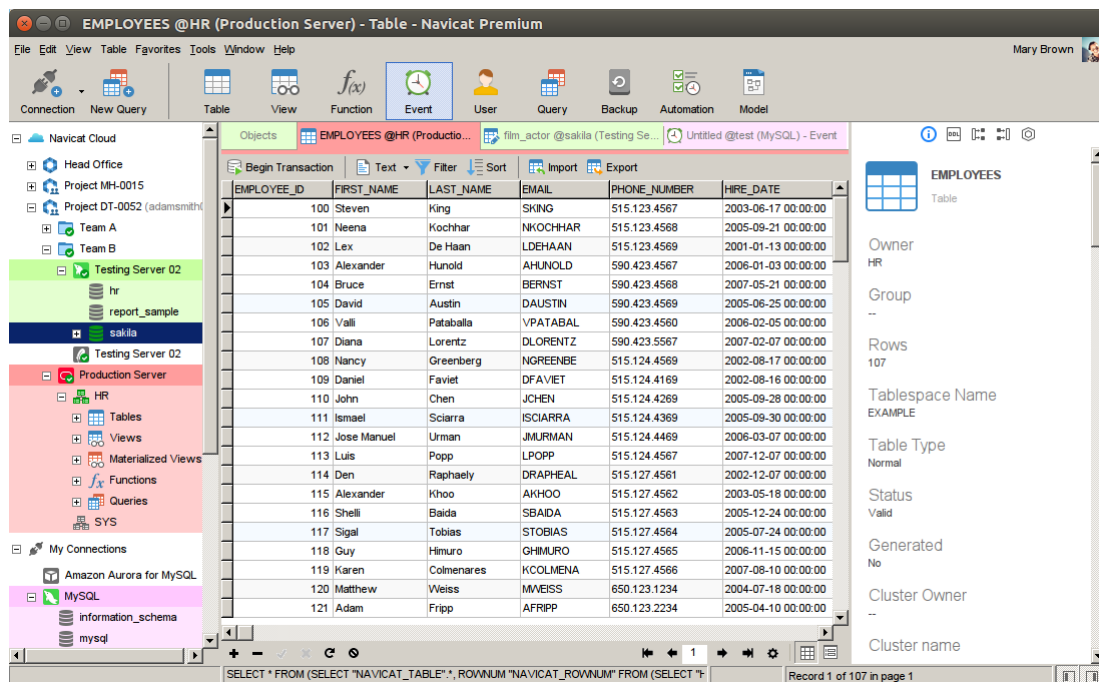 EMPLOYEES @HR (Production Server) - Table - Navicat Premium
File Edit View Table Favorites Tools Window Help
Mary Brown
Connection New Query Table View Function Event User Query Backup Automation Model
Navicat Cloud
Head Office
Project MH-0015
Project DT-0052 (adamsmith
Team A
Team B
Testing Server 02
hr
report_sample
sakila
Testing Server 02
Production Server
HR
Tables
Views
Materialized Views
Functions
Queries
SYS
My Connections
Amazon Aurora for MySQL
MySQL
information_schema
mysql
Objects EMPLOYEES @HR (Productio... film_actor @sakila (Testing Se... Untitled @test (MySQL) - Event
Begin Transaction Text Filter Sort Import Export
EMPLOYEE_ID FIRST_NAME LAST_NAME EMAIL PHONE_NUMBER HIRE_DATE
100 Steven King SKING 515.123.4567 2003-06-17 00:00:00
101 Neena Kochhar NKOCHHAR 515.123.4568 2005-09-21 00:00:00
102 Lex De Haan LDEHAAN 515.123.4569 2001-01-13 00:00:00
103 Alexander Hunold AHUNOLD 590.423.4567 2006-01-03 00:00:00
104 Bruce Ernst BERNST 590.423.4568 2007-05-21 00:00:00
105 David Austin DAUSTIN 590.423.4569 2005-06-25 00:00:00
106 Valli Pataballa VPATABAL 590.423.4560 2006-02-05 00:00:00
107 Diana Lorentz DLORENTZ 590.423.5567 2007-02-07 00:00:00
108 Nancy Greenberg NGREENBE 515.124.4569 2002-08-17 00:00:00
109 Daniel Faviet DFAVIET 515.124.4169 2002-08-16 00:00:00
110 John Chen JCHEN 515.124.4269 2005-09-28 00:00:00
111 Ismael Sciarra ISCIARRA 515.124.4369 2005-09-30 00:00:00
112 Jose Manuel Urman JMURMAN 515.124.4469 2006-03-07 00:00:00
113 Luis Popp LPOPP 515.124.4567 2007-12-07 00:00:00
114 Den Raphaely DRAPHEAL 515.127.4561 2002-12-07 00:00:00
115 Alexander Khoo AKHOO 515.127.4562 2003-05-18 00:00:00
116 Shelli Baida SBAIDA 515.127.4563 2005-12-24 00:00:00
117 Sigal Tobias STOBIAS 515.127.4564 2005-07-24 00:00:00
118 Guy Himuro GHIMURO 515.127.4565 2006-11-15 00:00:00
119 Karen Colmenares KCOLMENA 515.127.4566 2007-08-10 00:00:00
120 Matthew Weiss MWEISS 650.123.1234 2004-07-18 00:00:00
121 Adam Fripp AFRIPP 650.123.2234 2005-04-10 00:00:00
1
SELECT * FROM (SELECT "NAVICAT_TABLE".*, ROWNUM "NAVICAT_ROWNUM" FROM (SELECT "H
Record 1 of 107 in page 1
DDL
EMPLOYEES
Table
Owner
HR
Group
--
Rows
107
Tablespace Name
EXAMPLE
Table Type
Normal
Status
Valid
Generated
No
Cluster Owner
--
Cluster name